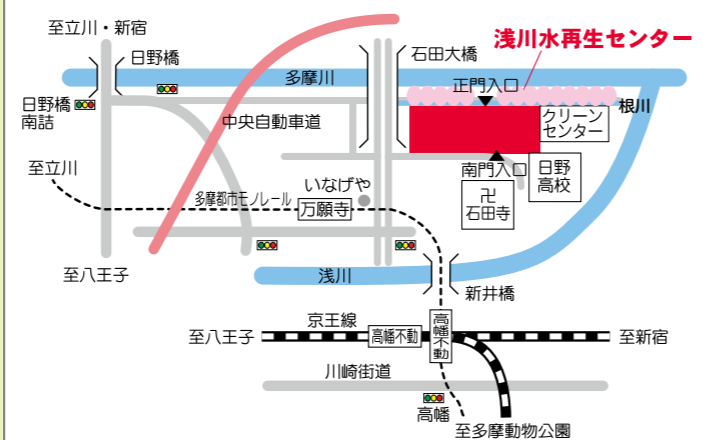 至立川・新宿
日野橋
石田大橋
浅川水再生センター
多摩川
正門入口
日野橋
南詰
中央自動車道
根川
クリーン
センター
至立川
いなげや
南門入口
日野
高校
多摩都市モノレール
万願寺
卍
石田寺
至八王子
浅川
新井橋
京王線
至八王子
高幡不動
高幡不動
至新宿
川崎街道
高幡
至多摩動物公園